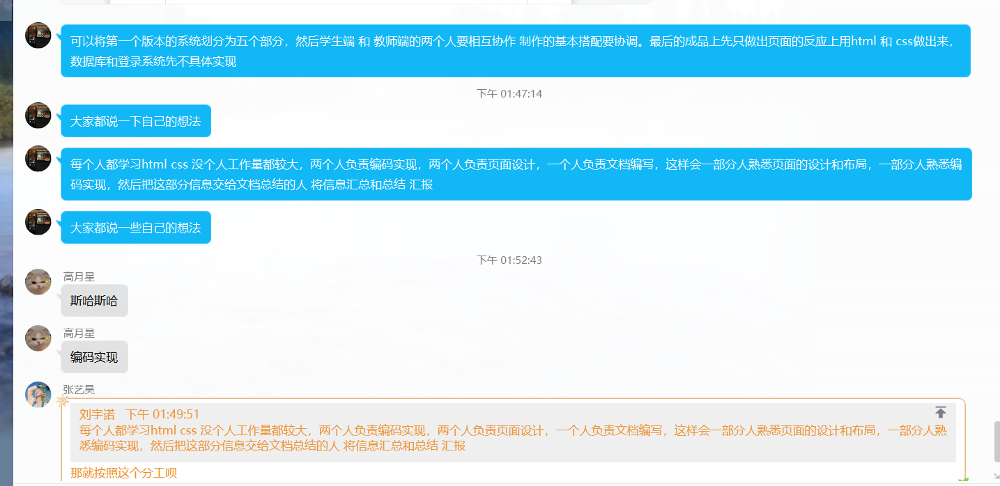 可以将第一个版本的系统划分为五个部分，然后学生端 和 教师端的两个人要相互协作 制作的基本搭配要协调。最后的成品上先只做出页面的反应上用html 和 css做出来，
数据库和登录系统先不具体实现
下午 01:47:14
大家都说一下自己的想法
每个人都学习html css 没个人工作量都较大，两个人负责编码实现，两个人负责页面设计，一个人负责文档编写，这样会一部分人熟悉页面的设计和布局，一部分人熟悉编
码实现，然后把这部分信息交给文档总结的人 将信息汇总和总结 汇报
大家都说一些自己的想法
下午 01:52:43
高月星
斯哈斯哈
高月星
编码实现
张艺昊
刘宇诺 下午 01:49:51
每个人都学习html css 没个人工作量都较大，两个人负责编码实现，两个人负责页面设计，一个人负责文档编写，这样会一部分人熟悉页面的设计和布局，一部分人熟
悉编码实现，然后把这部分信息交给文档总结的人 将信息汇总和总结 汇报
那就按照这个分工呗